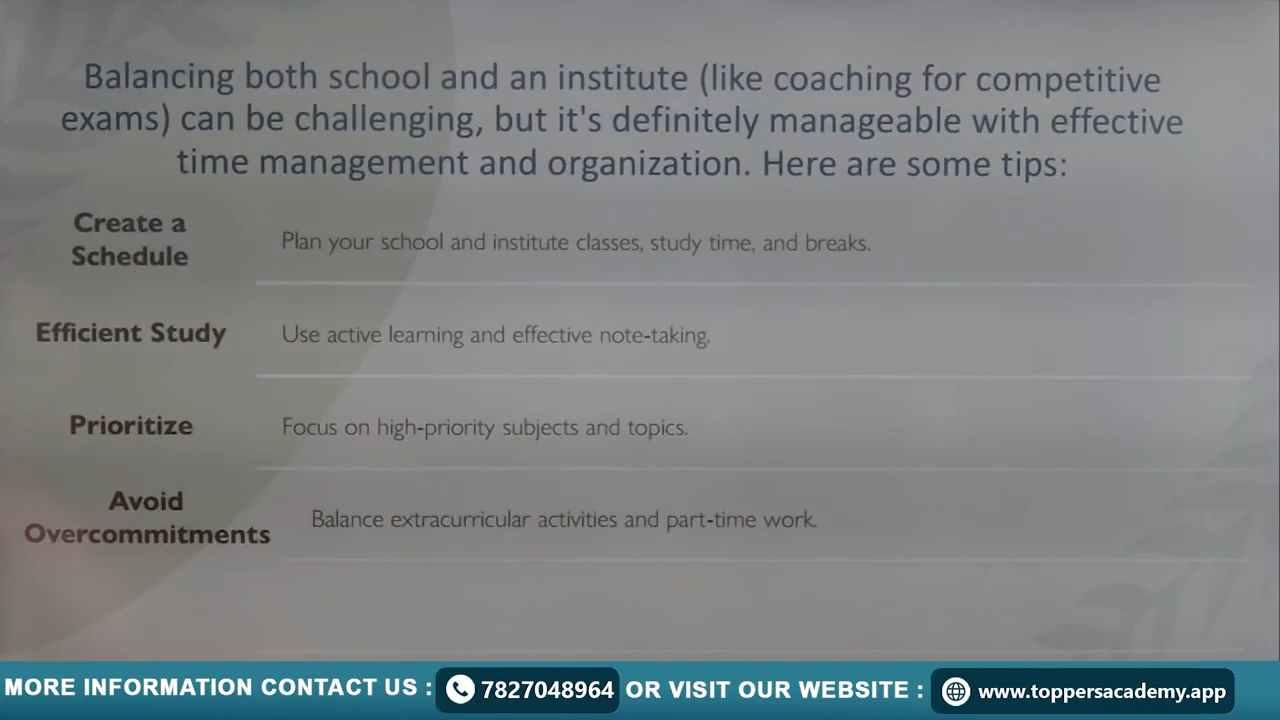 Balancing both school and an institute (like coaching for competitive
exams) can be challenging, but it's definitely manageable with effective
time management and organization. Here are some tips:
Create a
Schedule
Plan your school and institute classes, study time, and breaks.
Efficient Study
Use active learning and effective note-taking.
Prioritize
Focus on high-priority subjects and topics.
Avoid
Overcommitments
Balance extracurricular activities and part-time work.
MORE INFORMATION CONTACT US : 7827048964 OR VISIT OUR WEBSITE : www.toppersacademy.app